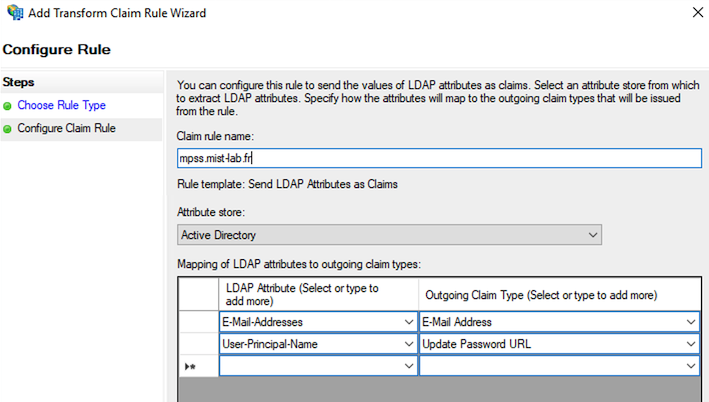 Add Transform Claim Rule Wizard
Configure Rule
Steps
Choose Rule Type
Configure Claim Rule
You can configure this rule to send the values of LDAP attributes as claims. Select an attribute store from which
to extract LDAP attributes. Specify how the attributes will map to the outgoing claim types that will be issued
from the rule.
Claim rule name:
mpss.mist-lab.fr
Rule template: Send LDAP Attributes as Claims
Attribute store:
Active Directory
Mapping of LDAP attributes to outgoing claim types:
LDAP Attribute (Select or type to
add more)
Outgoing Claim Type (Select or type to add more)
E-Mail-Addresses
E-Mail Address
User-Principal-Name
Update Password URL